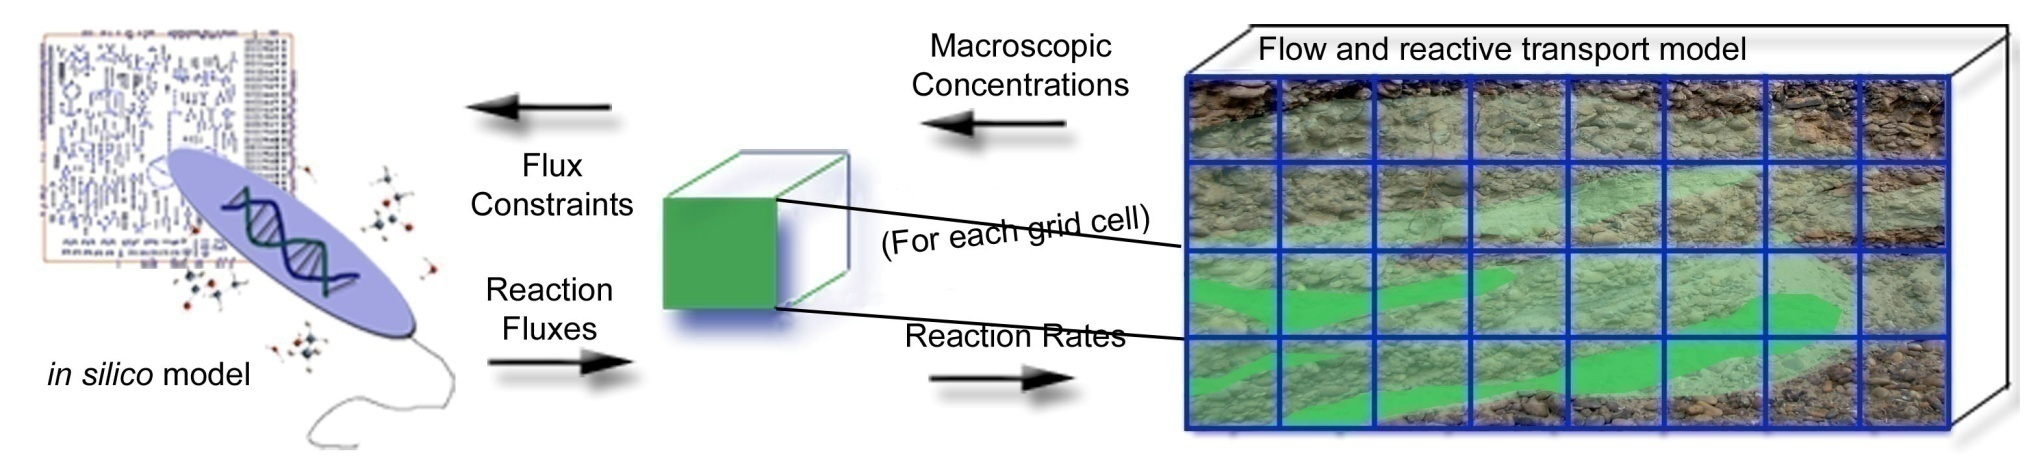 Macroscopic
Concentrations
Flow and reactive transport model
Flux
Constraints
(For each grid cell)
Reaction
Fluxes
Reaction Rates
in silico model